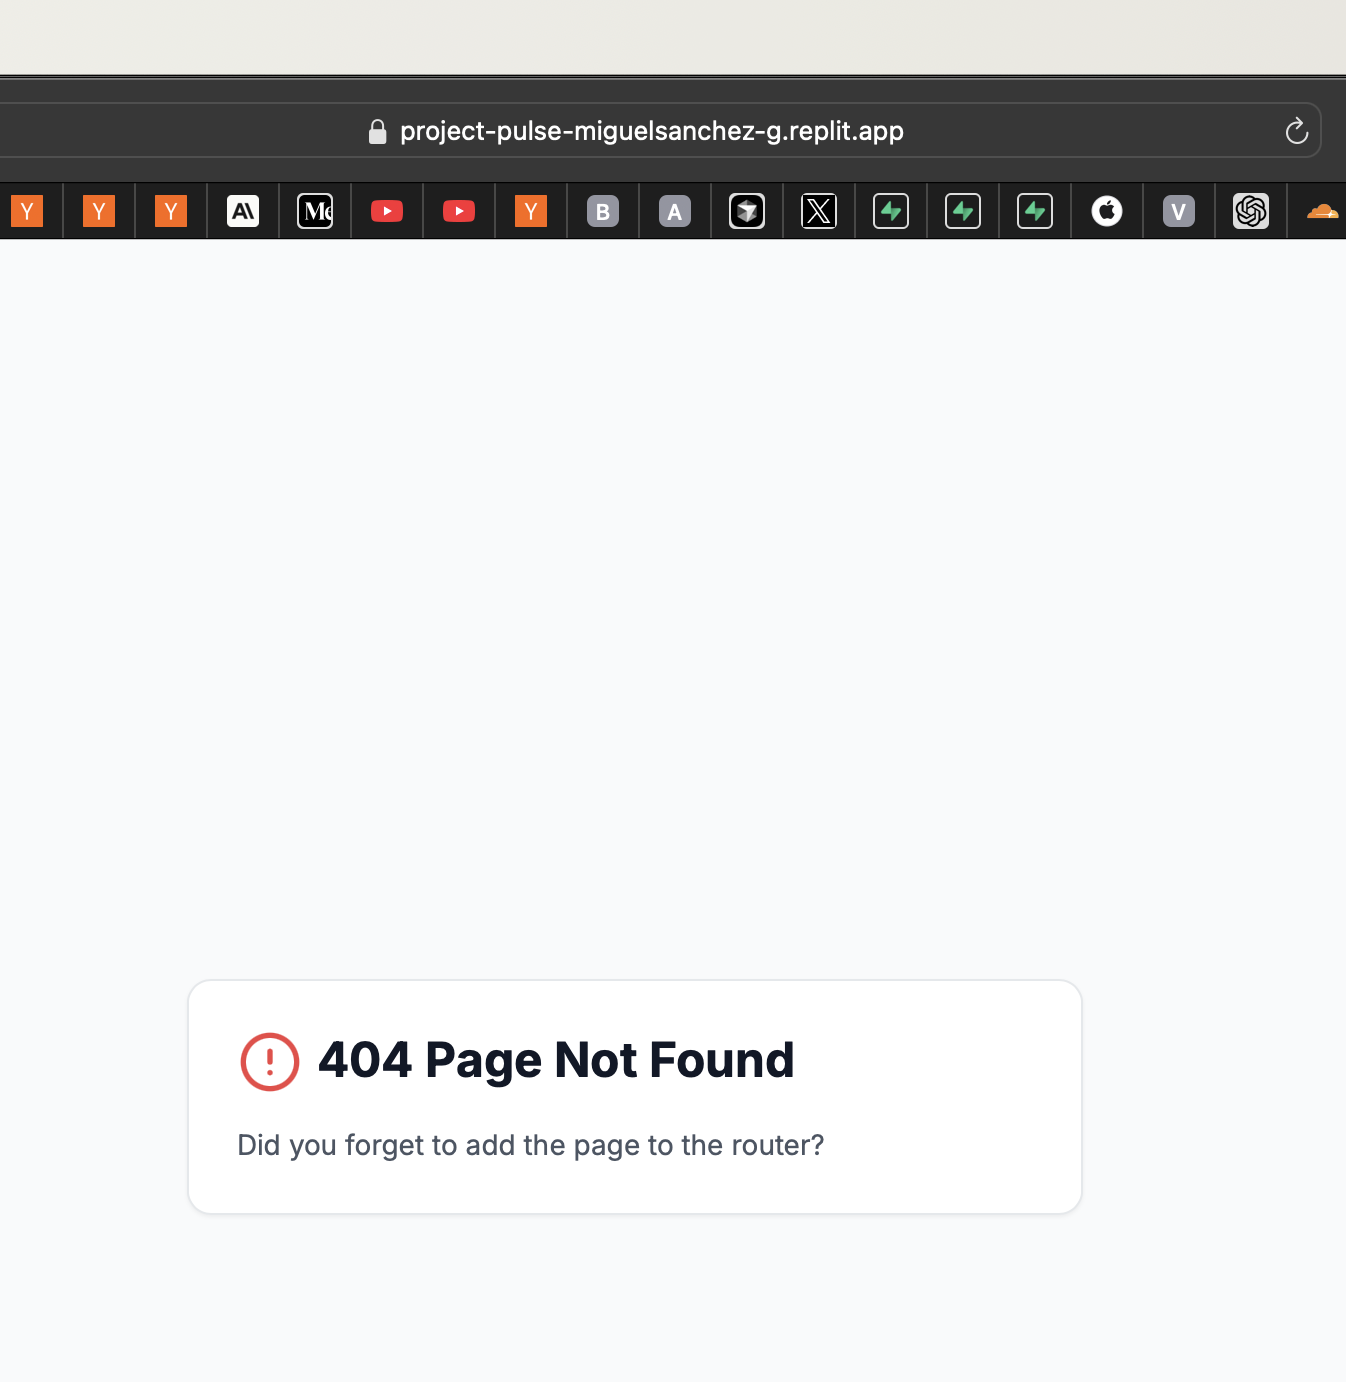 project-pulse-miguelsanchez-g.replit.app
Y Y Y A\ Me Y B A X V
404 Page Not Found
Did you forget to add the page to the router?